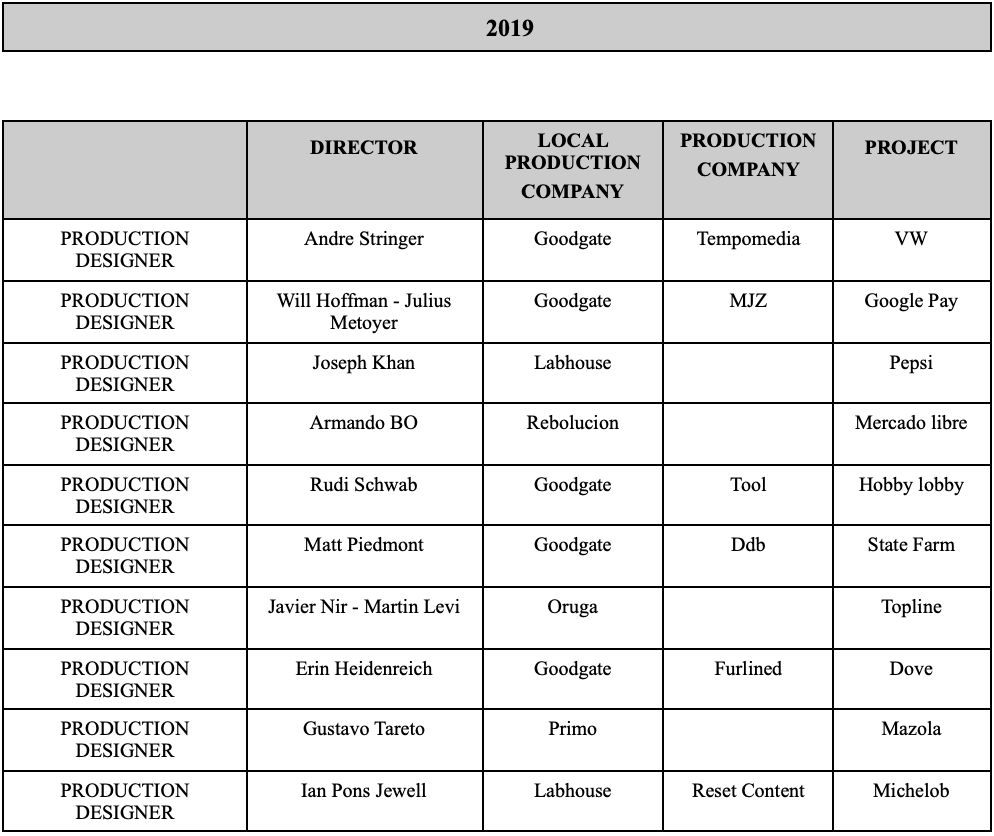 2019
DIRECTOR
LOCAL
PRODUCTION
COMPANY
PRODUCTION
COMPANY
PROJECT
PRODUCTION
DESIGNER
Andre Stringer
Goodgate
Tempomedia
VW
PRODUCTION
DESIGNER
Will Hoffman - Julius
Metoyer
Goodgate
MJZ
Google Pay
PRODUCTION
DESIGNER
Joseph Khan
Labhouse
Pepsi
PRODUCTION
DESIGNER
Armando BO
Rebolucion
Mercado libre
PRODUCTION
DESIGNER
Rudi Schwab
Goodgate
Tool
Hobby lobby
PRODUCTION
DESIGNER
Matt Piedmont
Goodgate
Ddb
State Farm
PRODUCTION
DESIGNER
Javier Nir - Martin Levi
Oruga
Topline
PRODUCTION
DESIGNER
Erin Heidenreich
Goodgate
Furlined
Dove
PRODUCTION
DESIGNER
Gustavo Tareto
Primo
Mazola
PRODUCTION
DESIGNER
Ian Pons Jewell
Labhouse
Reset Content
Michelob